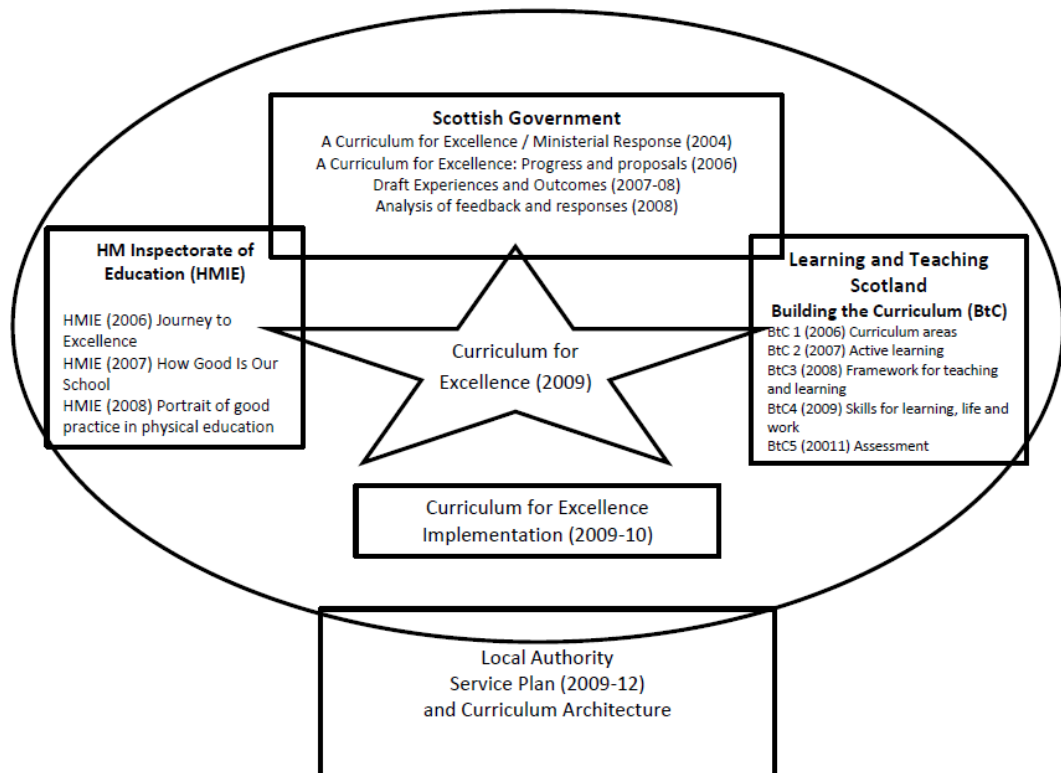 Scottish Government
A Curriculum for Excellence / Ministerial Response (2004)
A Curriculum for Excellence: Progress and proposals (2006)
Draft Experiences and Outcomes (2007-08)
Analysis of feedback and responses (2008)
HM Inspectorate of
Education (HMIE)
HMIE (2006) Journey to
Excellence
HMIE (2007) How Good Is Our
School
HMIE (2008) Portrait of good
practice in physical education
Curriculum for
Excellence (2009)
Learning and Teaching
Scotland
Building the Curriculum (BtC)
BtC 1 (2006) Curriculum areas
BtC 2 (2007) Active learning
BtC3 (2008) Framework for teaching
and learning
BtC4 (2009) Skills for learning, life and
work
BtC5 (20011) Assessment
Curriculum for Excellence
Implementation (2009-10)
Local Authority
Service Plan (2009-12)
and Curriculum Architecture